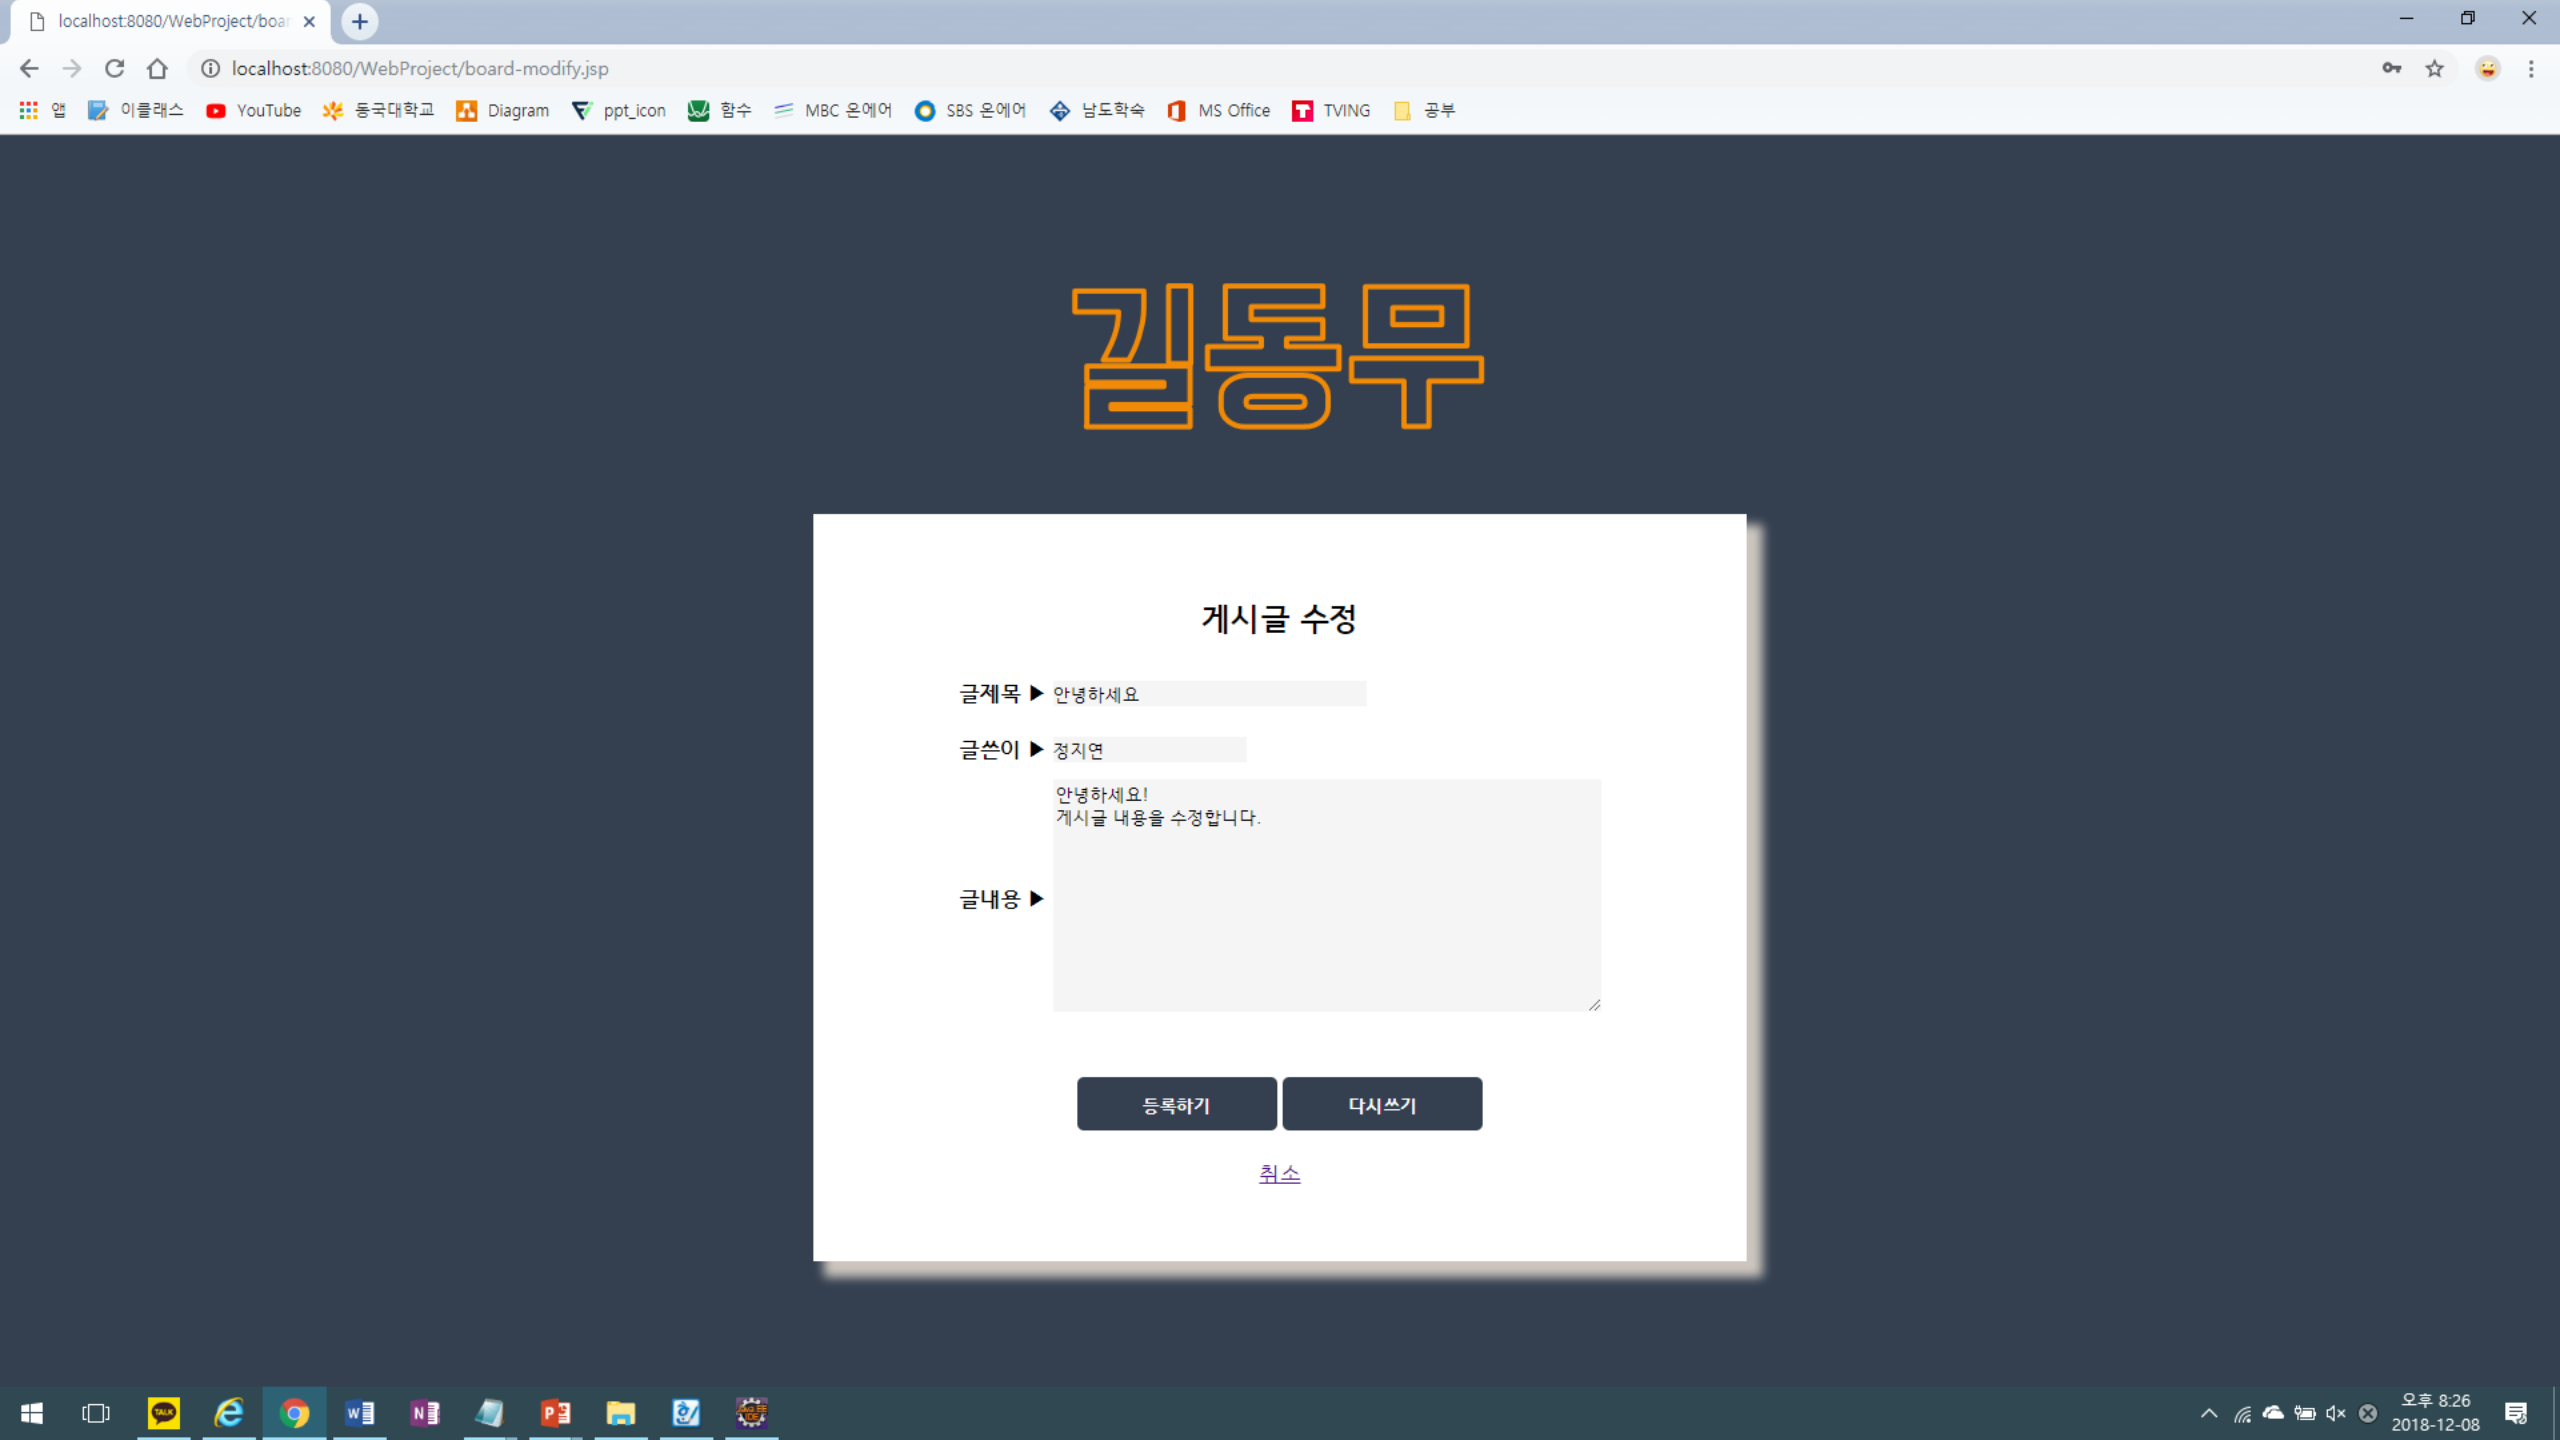 localhost:8080/WebProject/boar
localhost:8080/WebProject/board-modify.jsp
앱 이클래스 YouTube 동국대학교 Diagram ppt_icon 함수 MBC 온에어 SBS 온에어 남도학숙 MS Office TVING 공부
길동무
게시글 수정
글제목 ▶ 안녕하세요
글쓴이 ▶ 정지연
안녕하세요!
게시글 내용을 수정합니다.
글내용 ▶
등록하기 다시쓰기
취소
TALK
Java EE
IDE
오후 8:26
2018-12-08